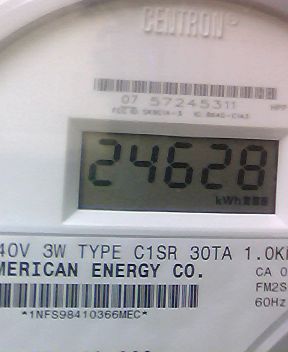 CENTRON®
07 57245311
24628
kWh
40V 3W TYPE C1SR 30TA 1.0K
MERICAN ENERGY CO.
CA 0
FM2S
60Hz
*1NFS98410366MEC*